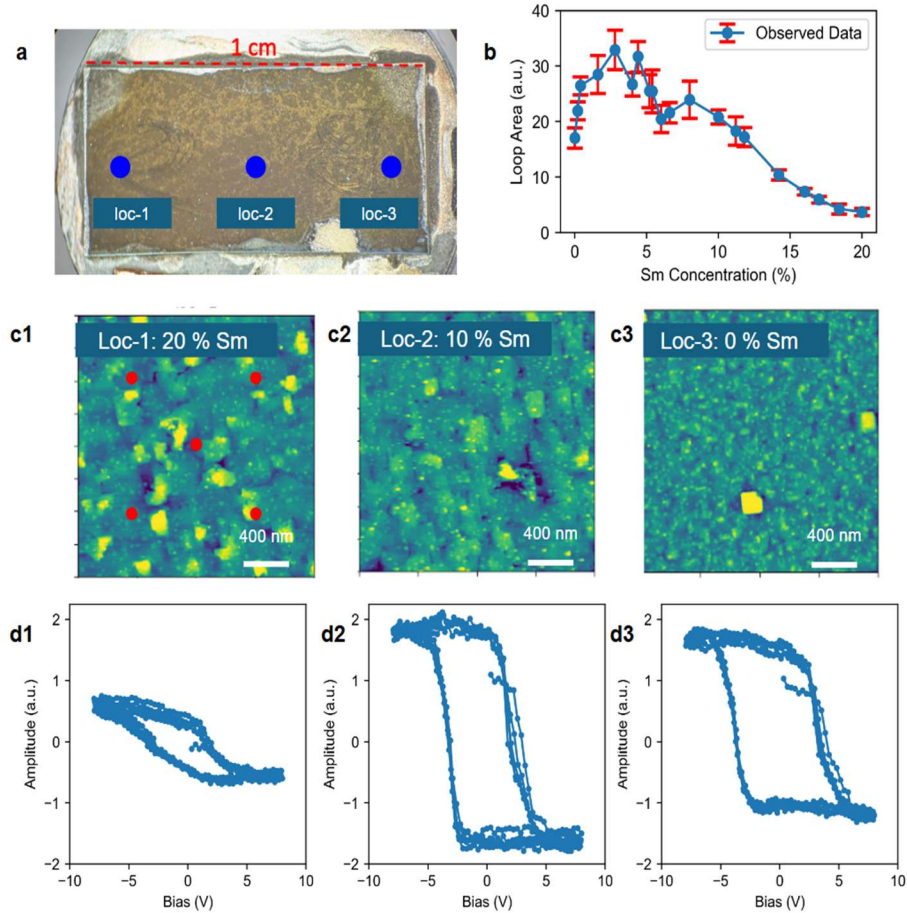 a
1 cm
loc-1
loc-2
loc-3
b
Observed Data
40
30
20
10
0
Loop Area (a.u.)
0 5 10 15 20
Sm Concentration (%)
c1
Loc-1: 20 % Sm
400 nm
c2
Loc-2: 10 % Sm
400 nm
c3
Loc-3: 0 % Sm
400 nm
d1
2
1
0
−1
−2
Amplitude (a.u.)
−10 −5 0 5 10
Bias (V)
d2
2
1
0
−1
−2
Amplitude (a.u.)
−10 −5 0 5 10
Bias (V)
d3
2
1
0
−1
−2
Amplitude (a.u.)
−10 −5 0 5 10
Bias (V)